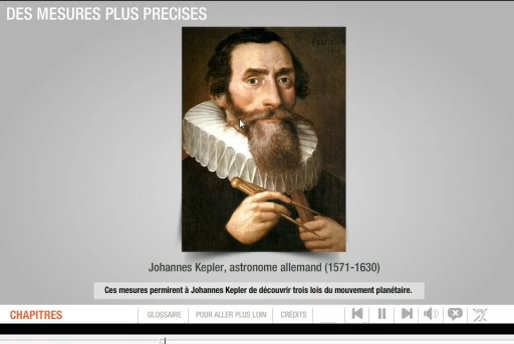 DES MESURES PLUS PRECISES
Johannes Kepler, astronome allemand (1571-1630)
Ces mesures permirent à Johannes Kepler de découvrir trois lois du mouvement planétaire.
CHAPITRES
GLOSSAIRE
POUR ALLER PLUS LOIN
CRÉDITS